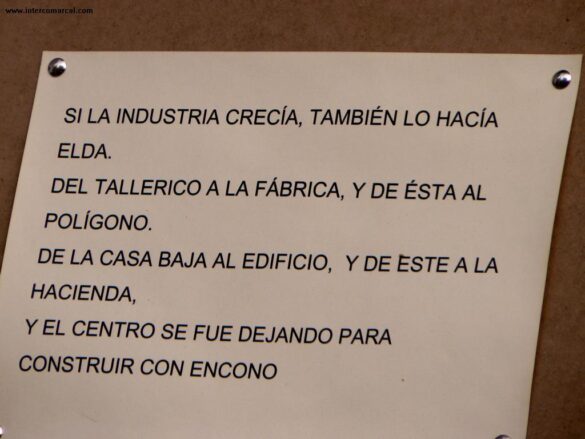 www.intercomarcal.com
SI LA INDUSTRIA CRECÍA, TAMBIÉN LO HACÍA
ELDA.
DEL TALLERICO A LA FÁBRICA, Y DE ÉSTA AL
POLÍGONO.
DE LA CASA BAJA AL EDIFICIO, Y DE ESTE A LA
HACIENDA,
Y EL CENTRO SE FUE DEJANDO PARA
CONSTRUIR CON ENCONO